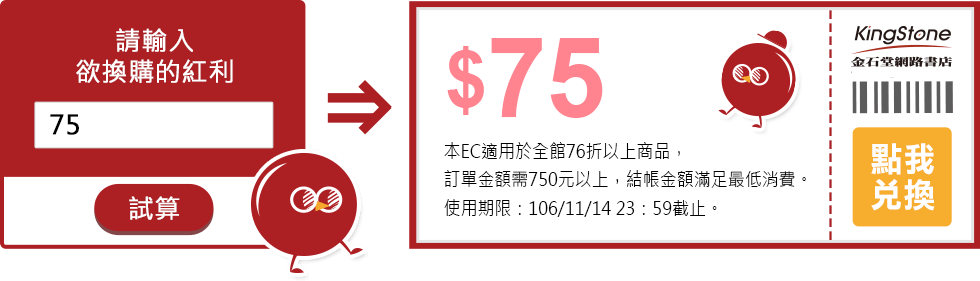 請輸入
欲換購的紅利
75
試算
$75
本EC適用於全館76折以上商品，
訂單金額需750元以上，結帳金額滿足最低消費。
使用期限：106/11/14 23：59截止。
KingStone
金石堂網路書店
點我
兌換